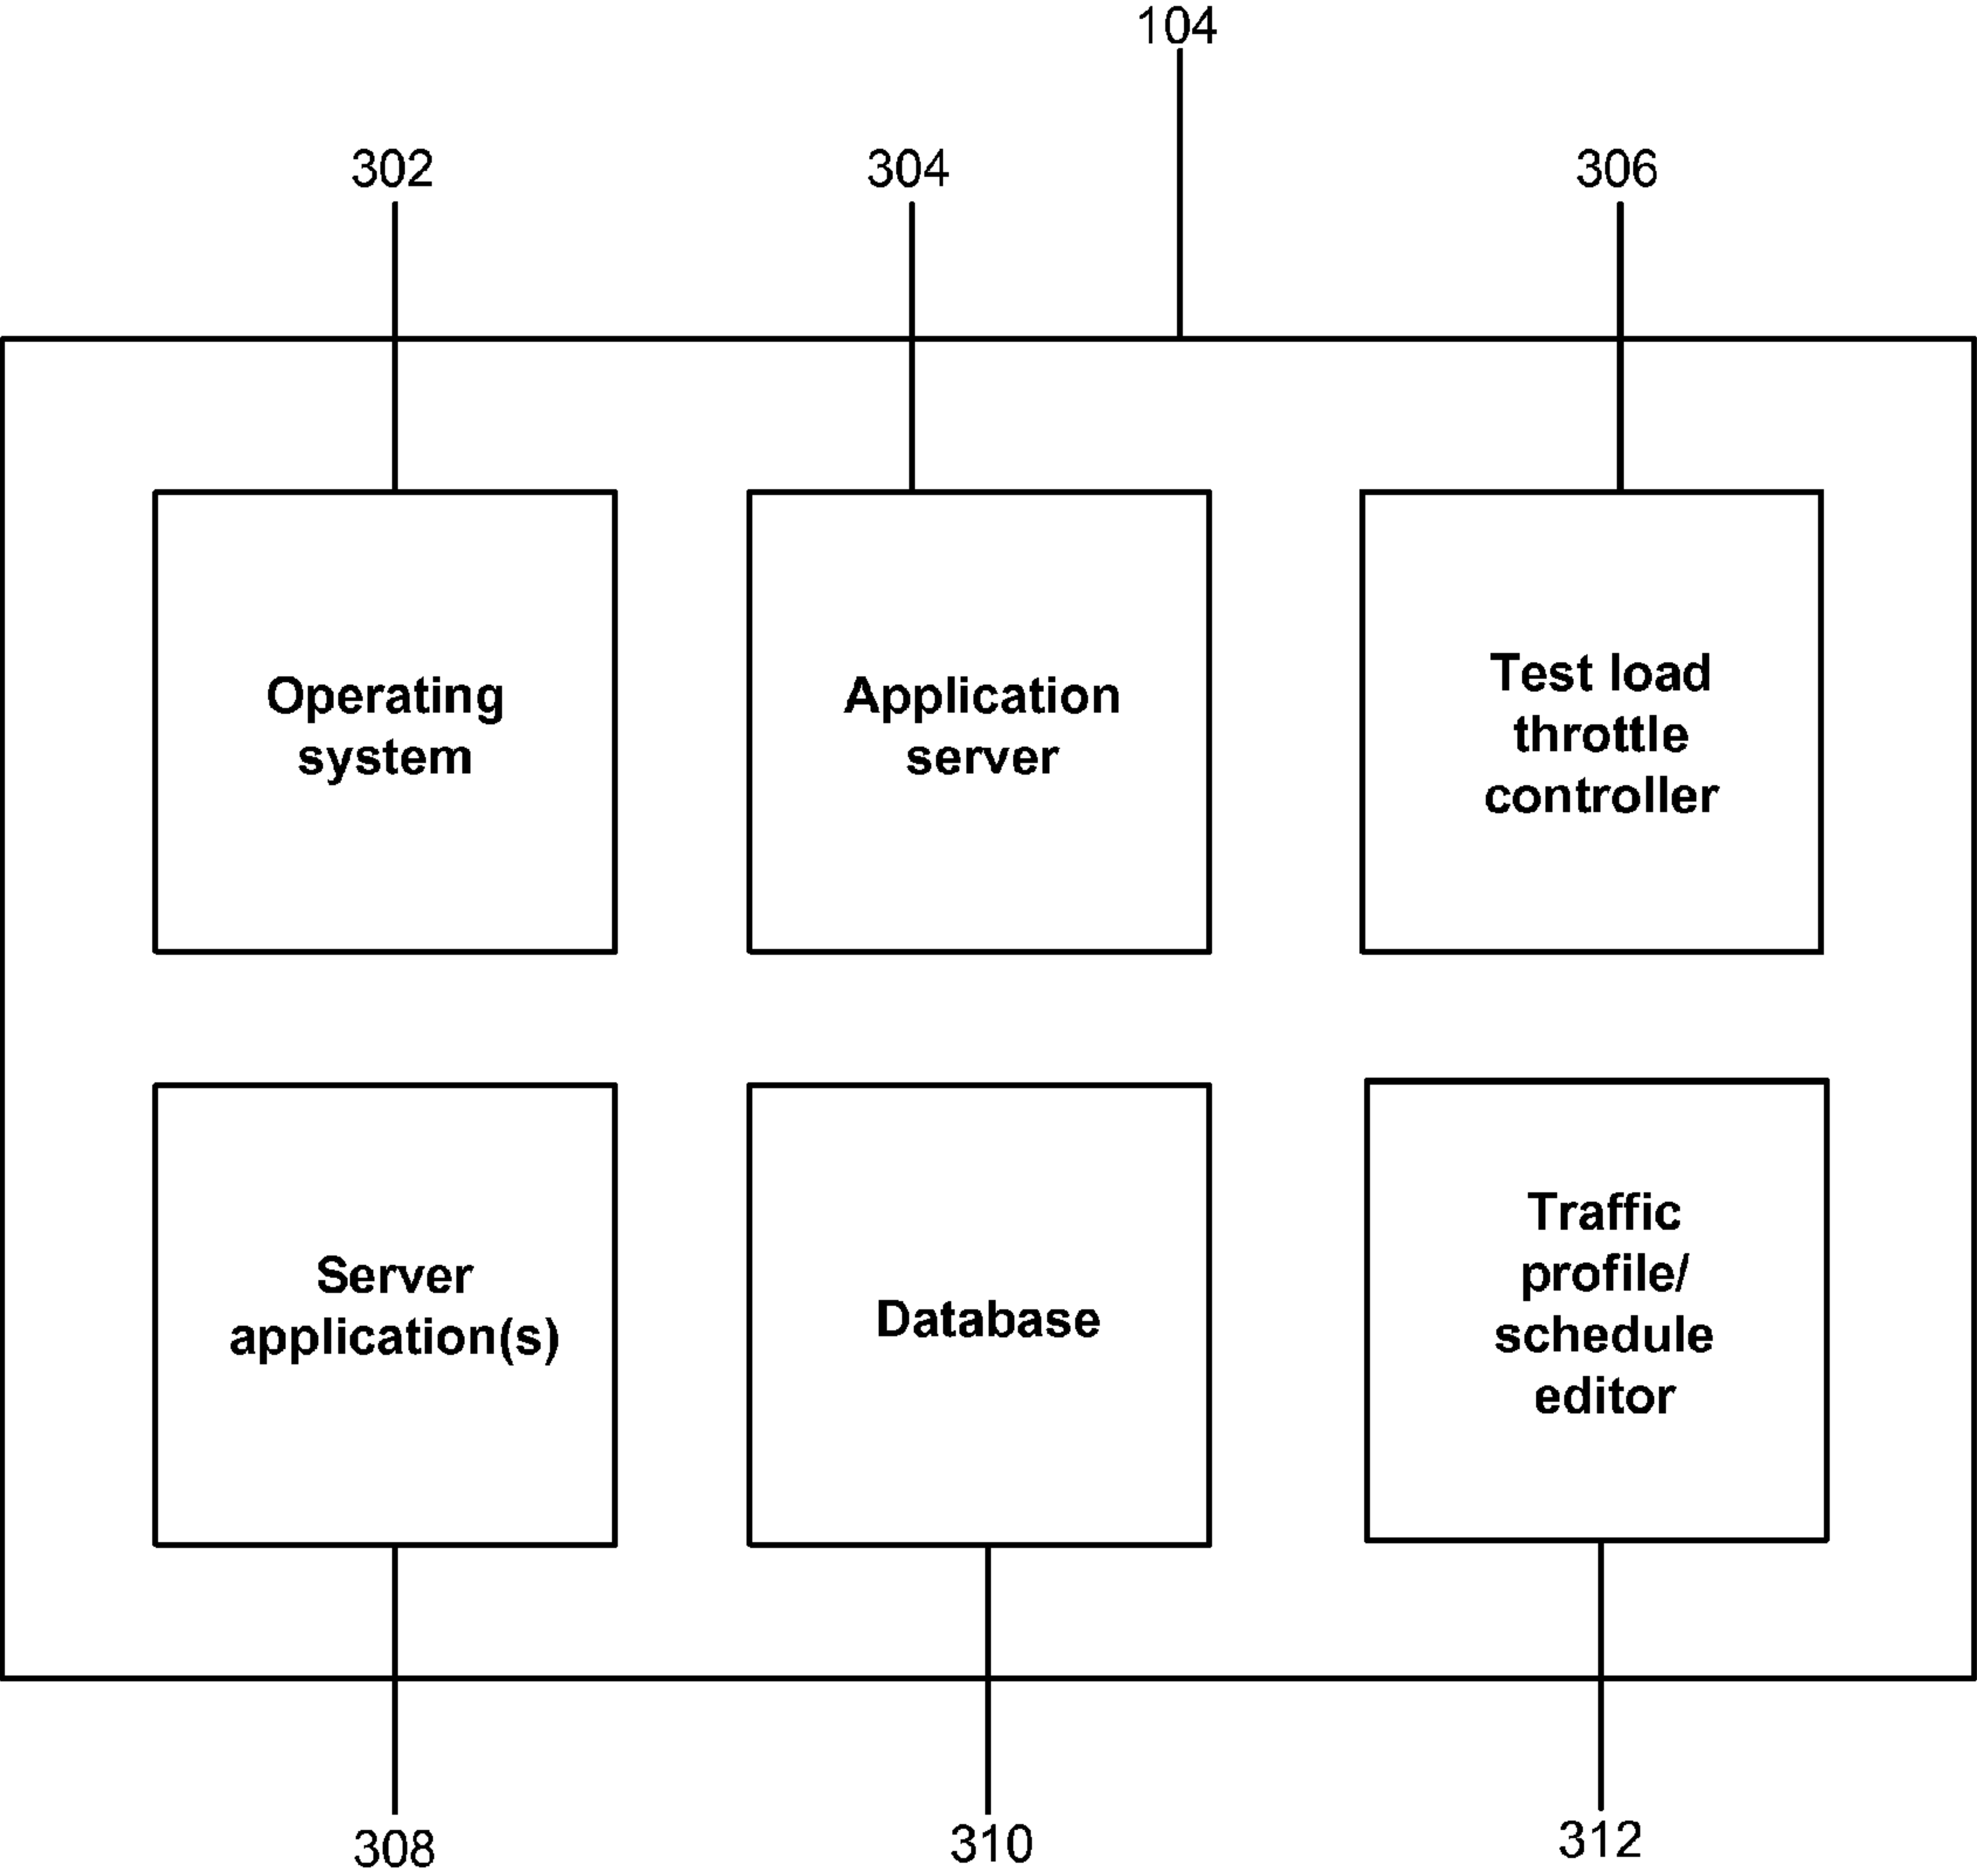 104
302
304
306
Operating
system
Application
server
Test load
throttle
controller
Server
application(s)
Database
Traffic
profile/
schedule
editor
308
310
312